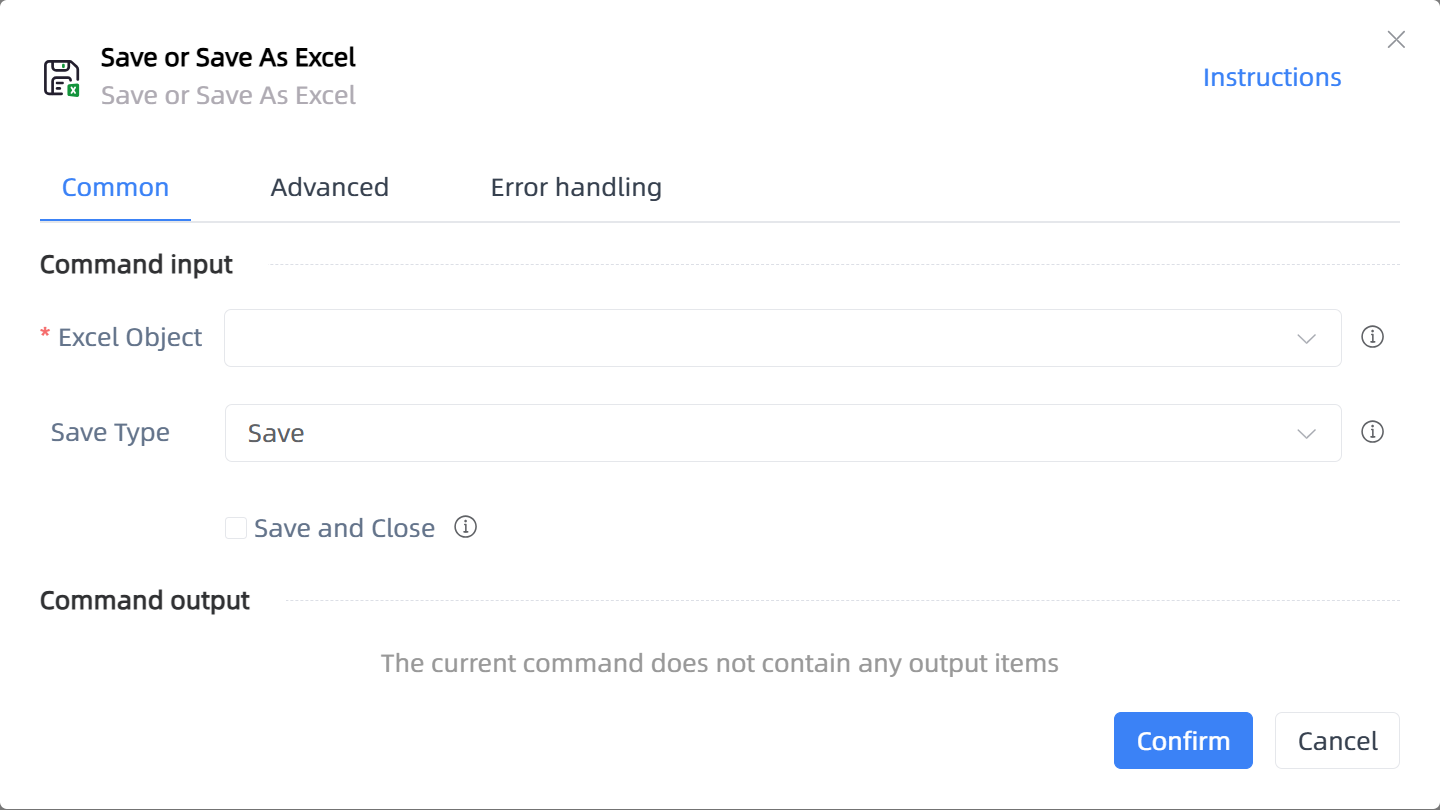 Save or Save As Excel
Save or Save As Excel
Instructions
Common
Advanced
Error handling
Command input
* Excel Object
Save Type
Save
Save and Close
Command output
The current command does not contain any output items
Confirm
Cancel